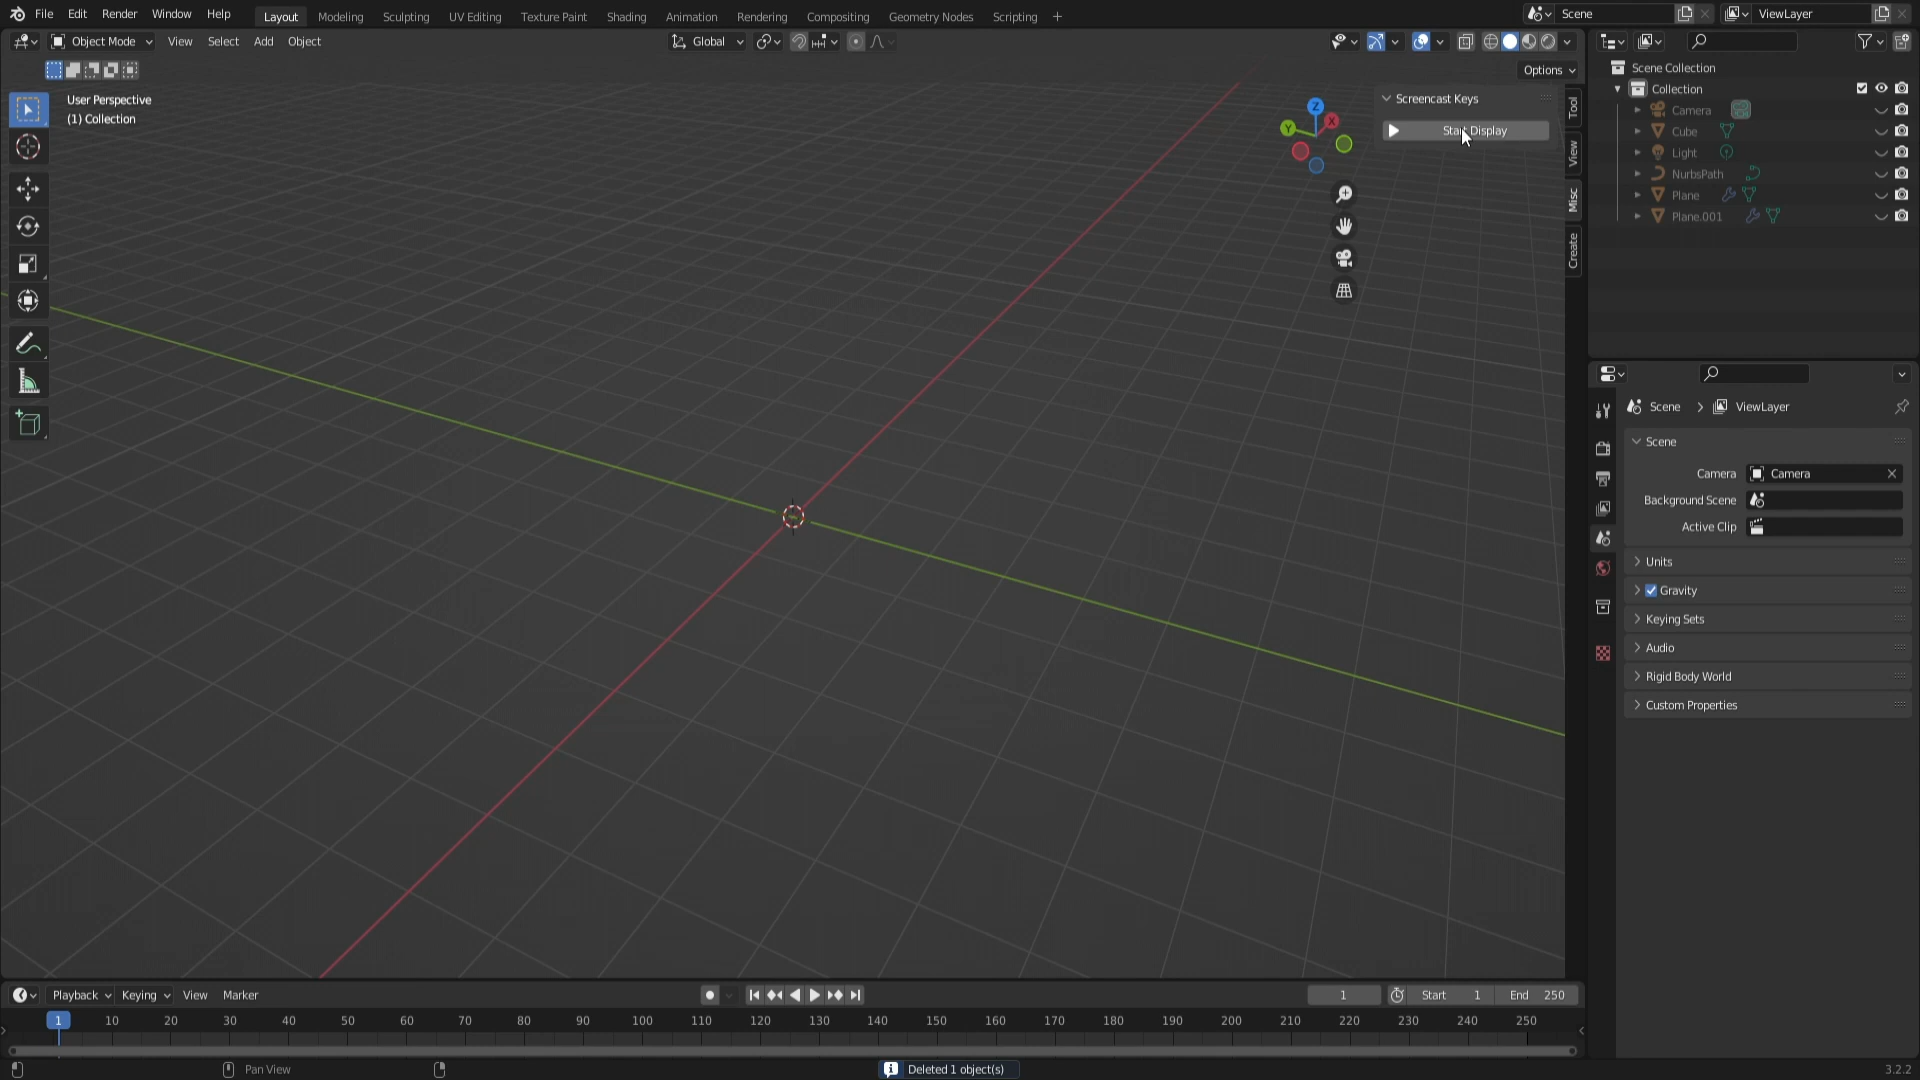 File Edit Render Window Help Layout Modeling Sculpting UV Editing Texture Paint Shading Animation Rendering Compositing Geometry Nodes Scripting + Scene ViewLayer
Object Mode View Select Add Object Global
Options
User Perspective
(1) Collection
Screencast Keys
Start Display
Z
Y
X
Tool
View
Misc
Create
Scene Collection
Collection
Camera
Cube
Light
NurbsPath
Plane
Plane.001
Scene > ViewLayer
Scene
Camera Camera
Background Scene
Active Clip
Units
Gravity
Keying Sets
Audio
Rigid Body World
Custom Properties
Playback Keying View Marker 1 Start 1 End 250
1 10 20 30 40 50 60 70 80 90 100 110 120 130 140 150 160 170 180 190 200 210 220 230 240 250
Pan View Deleted 1 object(s) 3.2.2